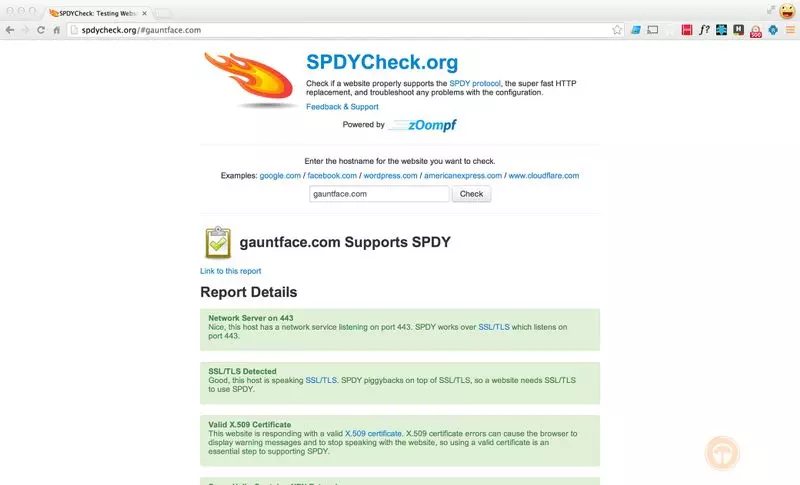 SPDYCheck: Testing Webs
spdycheck.org/#gauntface.com
f?
500
SPDYCheck.org
Check if a website properly supports the SPDY protocol, the super fast HTTP
replacement, and troubleshoot any problems with the configuration.
Feedback & Support
Powered by zOompf
Enter the hostname for the website you want to check.
Examples: google.com / facebook.com / wordpress.com / americanexpress.com / www.cloudflare.com
gauntface.com Check
gauntface.com Supports SPDY
Link to this report
Report Details
Network Server on 443
Nice, this host has a network service listening on port 443. SPDY works over SSL/TLS which listens on
port 443.
SSL/TLS Detected
Good, this host is speaking SSL/TLS. SPDY piggybacks on top of SSL/TLS, so a website needs SSL/TLS
to use SPDY.
Valid X.509 Certificate
This website is responding with a valid X.509 certificate. X.509 certificate errors can cause the browser to
display warning messages and to stop speaking with the website, so using a valid certificate is an
essential step to supporting SPDY.